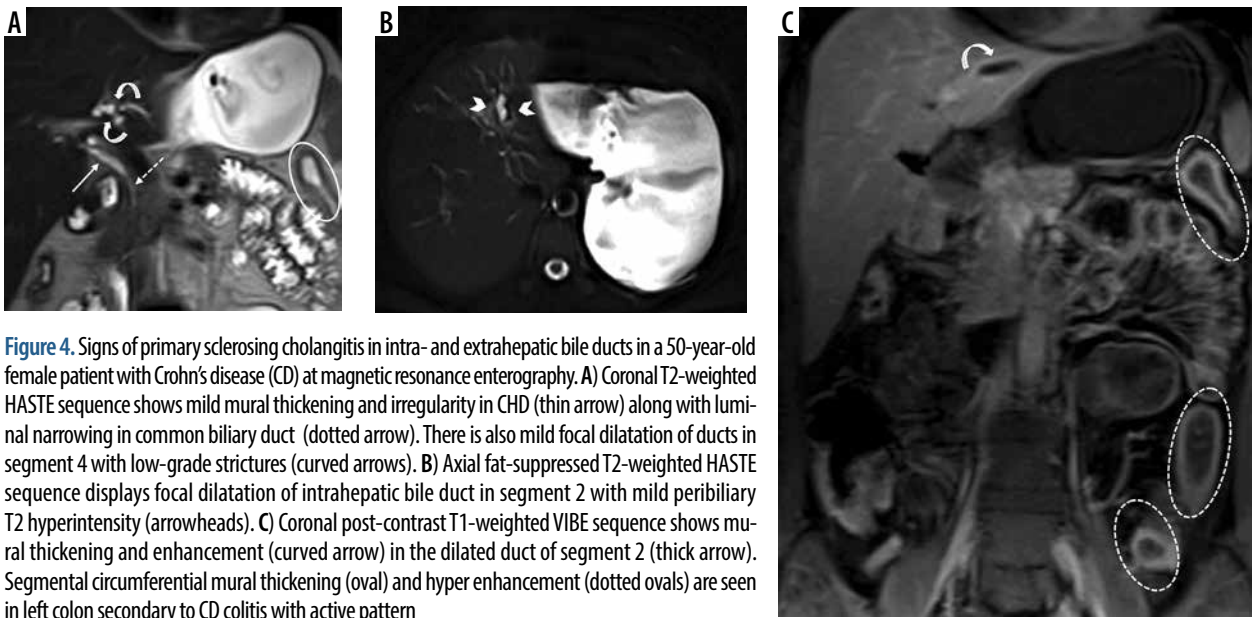 A
B
C
Figure 4. Signs of primary sclerosing cholangitis in intra- and extrahepatic bile ducts in a 50-year-old
female patient with Crohn’s disease (CD) at magnetic resonance enterography. A) Coronal T2-weighted
HASTE sequence shows mild mural thickening and irregularity in CHD (thin arrow) along with lumi-
nal narrowing in common biliary duct (dotted arrow). There is also mild focal dilatation of ducts in
segment 4 with low-grade strictures (curved arrows). B) Axial fat-suppressed T2-weighted HASTE
sequence displays focal dilatation of intrahepatic bile duct in segment 2 with mild peribiliary
T2 hyperintensity (arrowheads). C) Coronal post-contrast T1-weighted VIBE sequence shows mu-
ral thickening and enhancement (curved arrow) in the dilated duct of segment 2 (thick arrow).
Segmental circumferential mural thickening (oval) and hyper enhancement (dotted ovals) are seen
in left colon secondary to CD colitis with active pattern